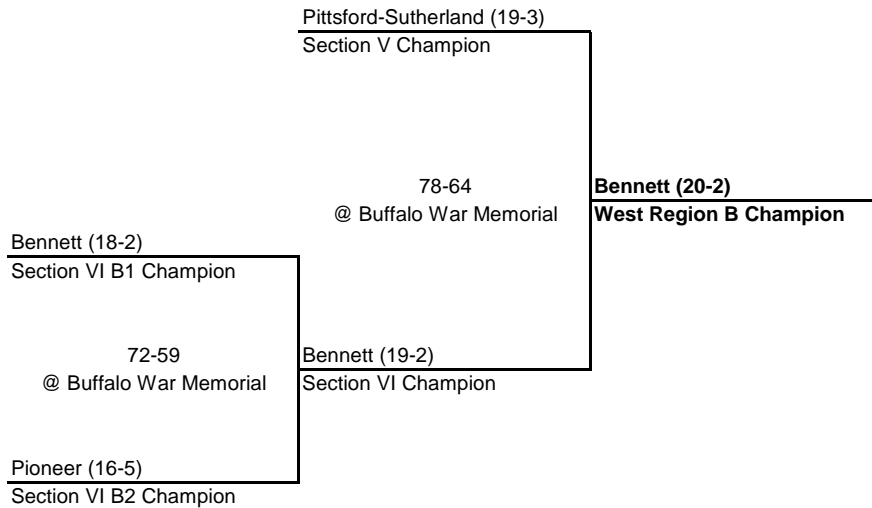 Pittsford-Sutherland (19-3)
Section V Champion
78-64
@ Buffalo War Memorial
Bennett (20-2)
West Region B Champion
Bennett (18-2)
Section VI B1 Champion
72-59
@ Buffalo War Memorial
Bennett (19-2)
Section VI Champion
Pioneer (16-5)
Section VI B2 Champion